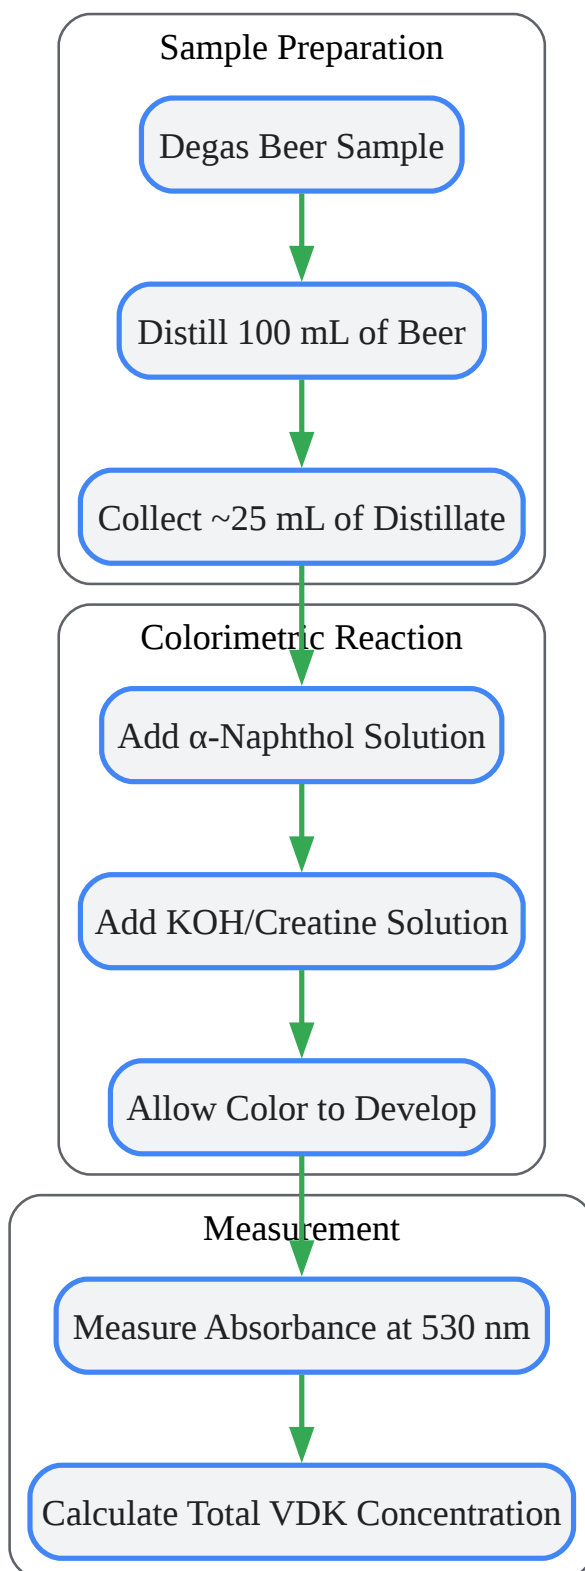 Sample Preparation
Degas Beer Sample
Distill 100 mL of Beer
Collect ~25 mL of Distillate
Colorimetric Reaction
Add α-Naphthol Solution
Add KOH/Creatine Solution
Allow Color to Develop
Measurement
Measure Absorbance at 530 nm
Calculate Total VDK Concentration